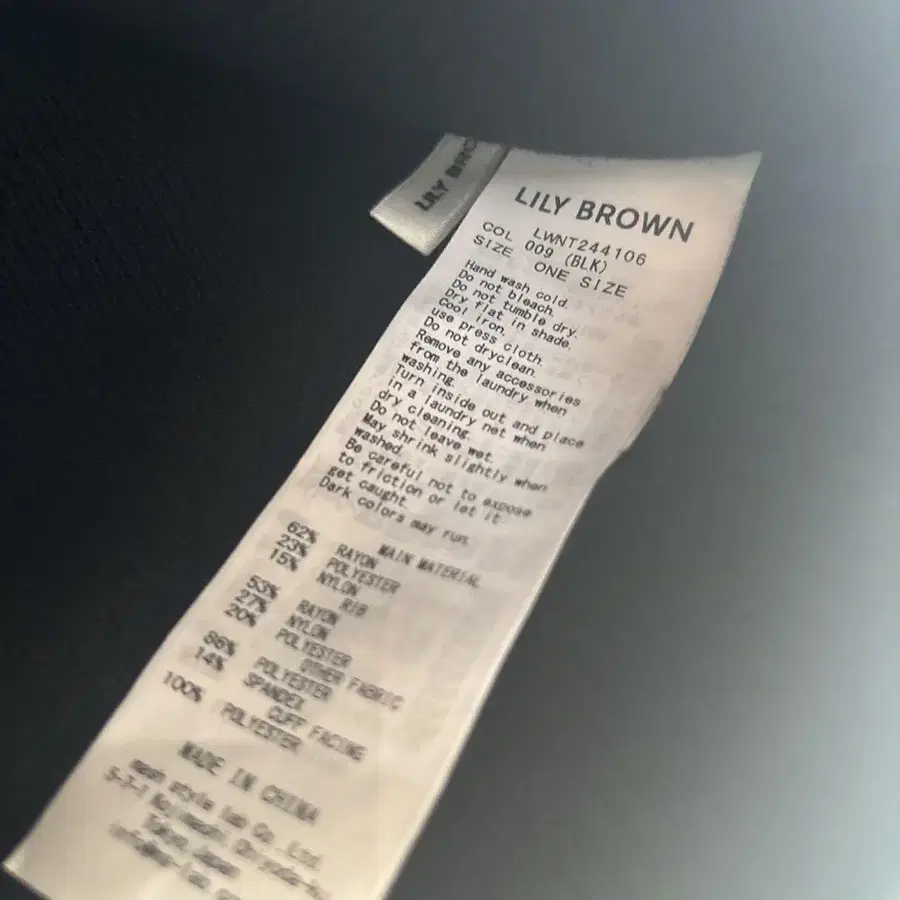 LILY BROWN
LWNT244106
COL 009 (BLK)
SIZE ONE SIZE
Hand wash cold.
Do not bleach.
Do not tumble dry.
Dry flat in shade.
Cool iron,
use press cloth.
Do not dryclean.
Remove any accessories
from the laundry when
washing.
Turn inside out and place
in a laundry net when
dry cleaning.
Do not leave wet.
May shrink slightly when
washed.
Be careful not to expose
to friction or let it
get caught.
Dark colors may run.
MAIN MATERIAL
62% RAYON
23% POLYESTER
15% NYLON
RIB
53% RAYON
27% NYLON
20% POLYESTER
OTHER FABRIC
86% POLYESTER
14% SPANDEX
CUFF FACING
100% POLYESTER
MADE IN CHINA
mash style lab Co., Ltd.
Tokyo, Japan